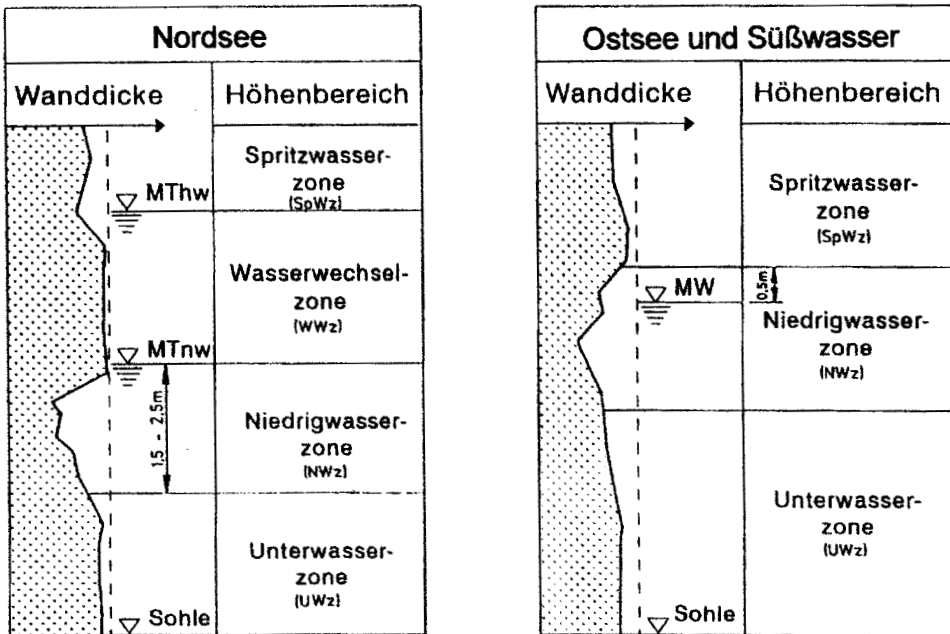 Nordsee
Wanddicke
Höhenbereich
Spritzwasser-
zone
(SpWz)
MThw
Wasserwechsel-
zone
(WWz)
MTnw
1,5 - 2,5m
Niedrigwasser-
zone
(NWz)
Unterwasser-
zone
(UWz)
Sohle
Ostsee und Süßwasser
Wanddicke
Höhenbereich
Spritzwasser-
zone
(SpWz)
MW
0,5m
Niedrigwasser-
zone
(NWz)
Unterwasser-
zone
(UWz)
Sohle